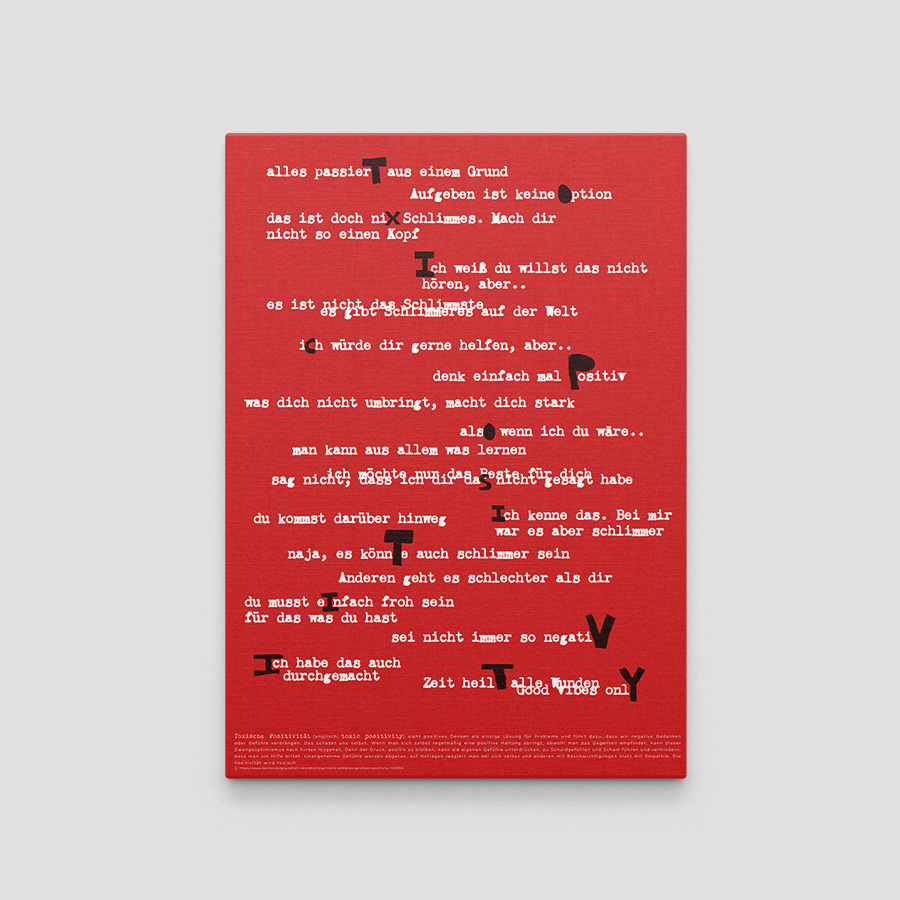 alles passierT aus einem Grund
Aufgeben ist keine Option
das ist doch nix Schlimmes. Mach dir
nicht so einen Kopf
Ich weiß du willst das nicht
hören, aber..
es ist nicht das Schlimmste
es gibt Schlimmeres auf der Welt
ich würde dir gerne helfen, aber..
denk einfach mal Positiv
was dich nicht umbringt, macht dich stark
alsO wenn ich du wäre..
man kann aus allem was lernen
ich möchte nur das Beste für dich
sag nicht, dass ich dir das nicht gesagt habe
Ich kenne das. Bei mir
war es aber schlimmer
du kommst darüber hinweg
naja, es könnTe auch schlimmer sein
Anderen geht es schlechter als dir
du musst eInfach froh sein
für das was du hast
sei nicht immer so negatiV
Ich habe das auch
durchgemacht
Zeit heilT alle Wunden
Good Vibes onlY
Toxische Positivität (englisch: toxic positivity) sieht positives Denken als einzige Lösung für Probleme und führt dazu, dass wir negative Gedanken
oder Gefühle verdrängen. Das schadet uns selbst. Wenn man sich selbst regelmäßig eine positive Haltung abringt, obwohl man das Gegenteil empfindet, kann dieser
Zwangsoptimismus nach hinten losgehen. Denn der Druck, positiv zu bleiben, kann die eigenen Gefühle unterdrücken, zu Schuldgefühlen und Scham führen und verhindern,
dass man um Hilfe bittet. Unangenehme Gefühle werden abgetan, auf Notlagen reagiert man bei sich selbst und anderen mit Beschwichtigungen statt mit Empathie. Die
Positivität wird toxisch.